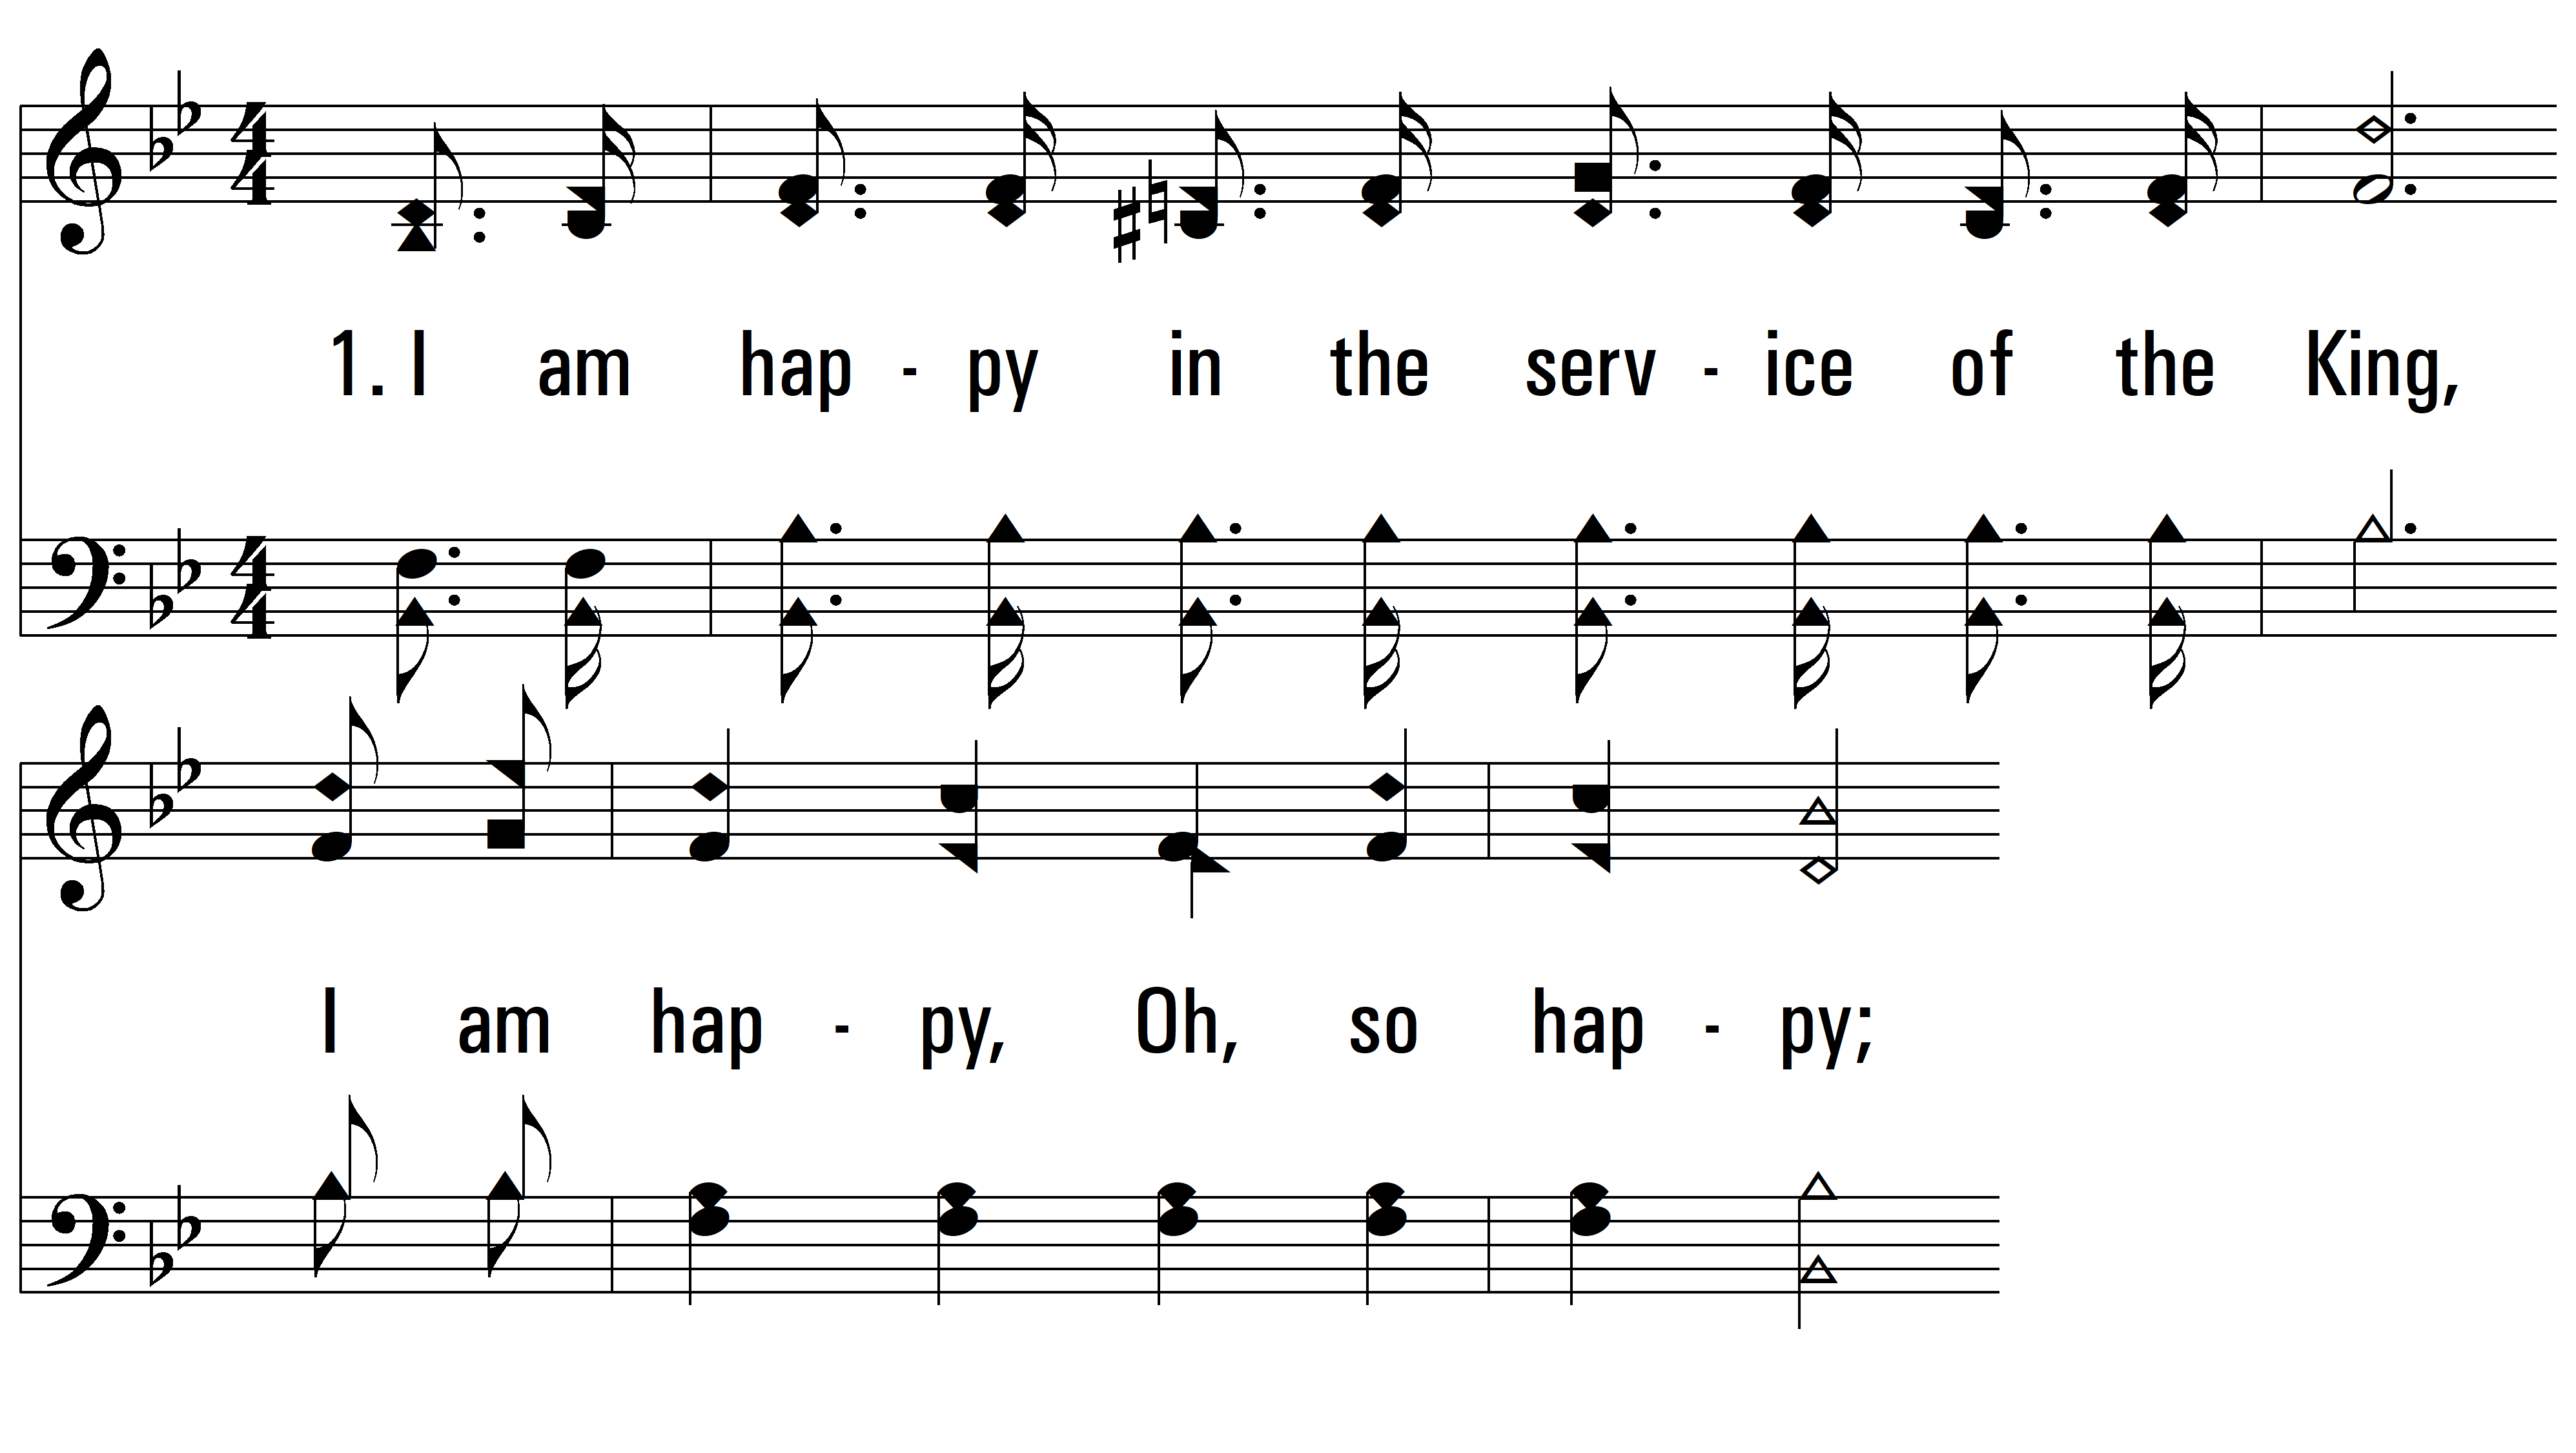 1. I am hap - py in the serv - ice of the King,
I am hap - py, Oh, so hap - py;